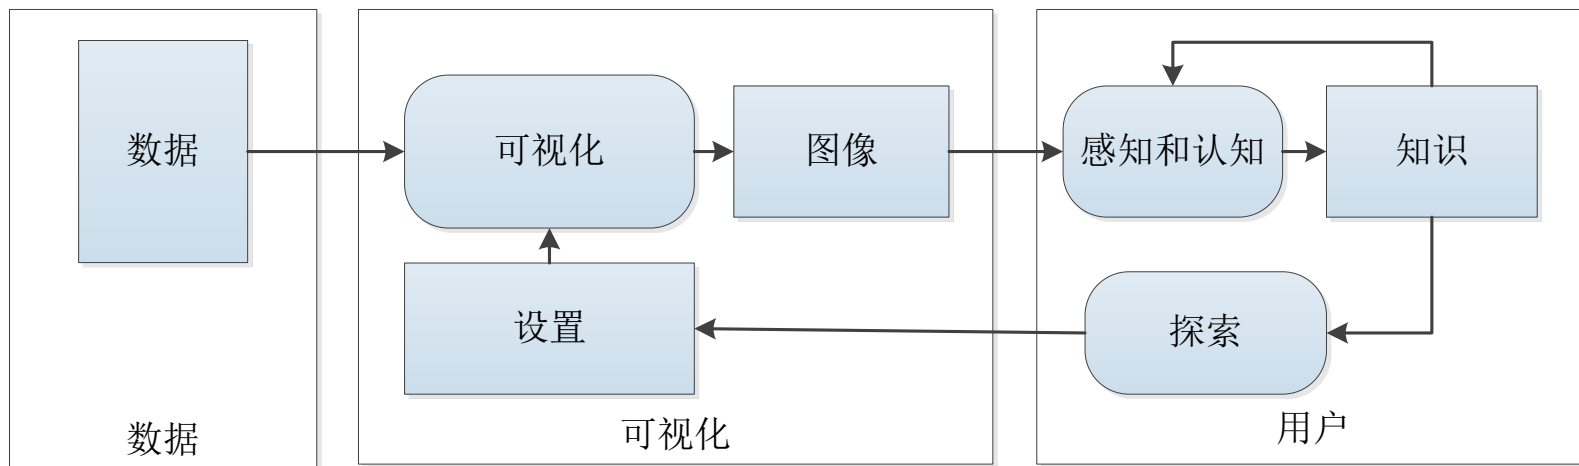 数据
可视化
图像
感知和认知
知识
设置
探索
数据
可视化
用户